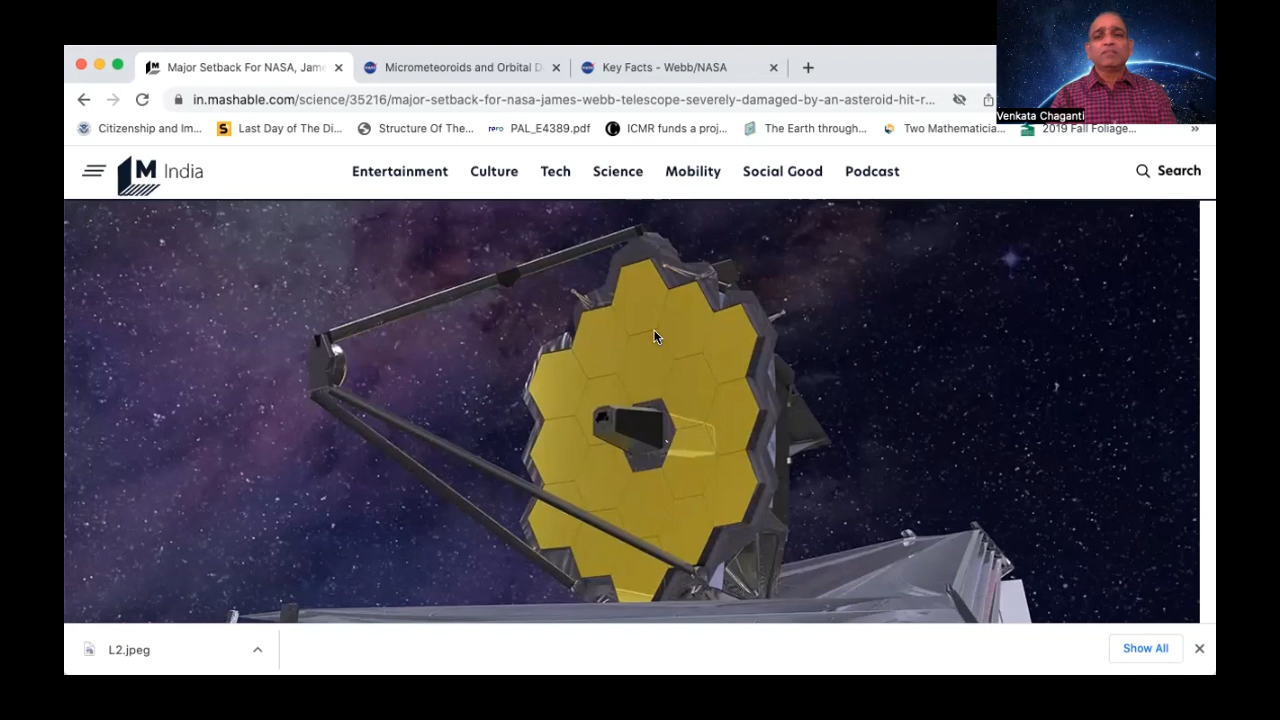 Major Setback For NASA, Jame
Micrometeoroids and Orbital D
Key Facts - Webb/NASA
in.mashable.com/science/35216/major-setback-for-nasa-james-webb-telescope-severely-damaged-by-an-asteroid-hit-r...
Venkata Chaganti
Citizenship and Im...
Last Day of The Di...
Structure Of The...
PAL_E4389.pdf
ICMR funds a proj...
The Earth through...
Two Mathematicia...
2019 Fall Foliage...
»
M India
Entertainment
Culture
Tech
Science
Mobility
Social Good
Podcast
Search
L2.jpeg
Show All